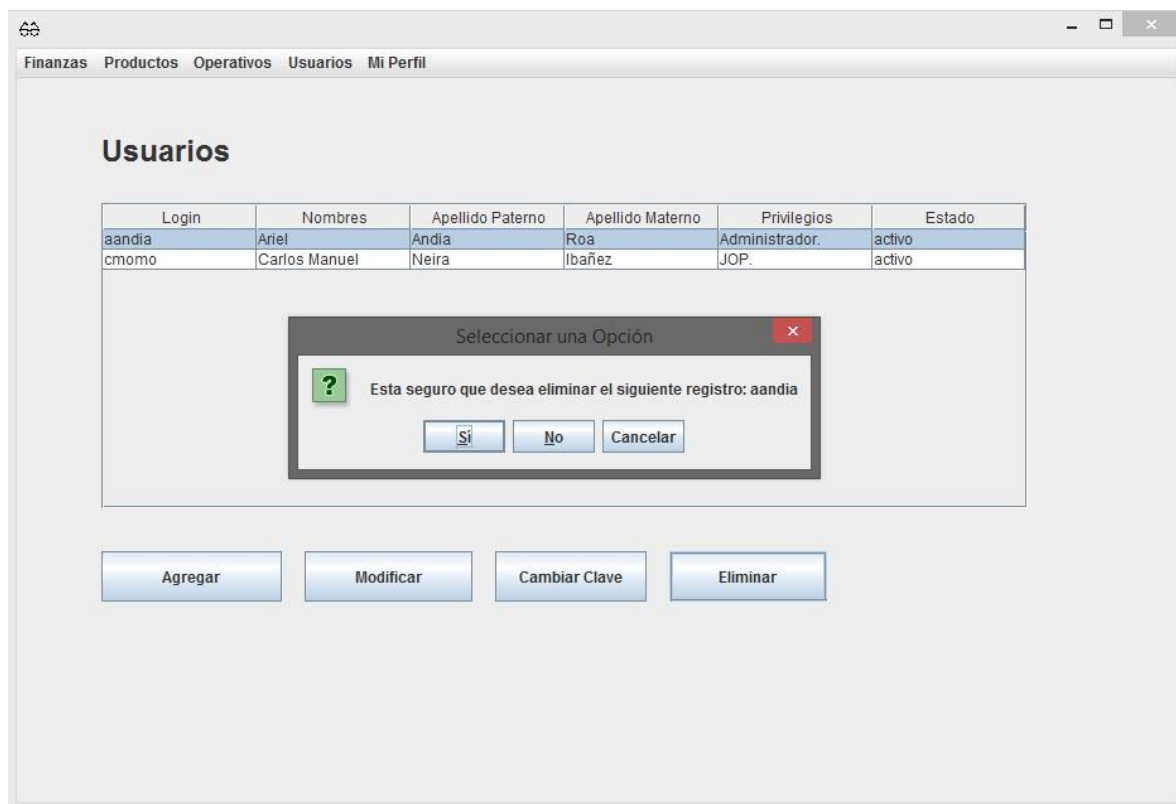 Finanzas Productos Operativos Usuarios Mi Perfil
Usuarios
Login Nombres Apellido Paterno Apellido Materno Privilegios Estado
aandia Ariel Andia Roa Administrador. activo
cmomo Carlos Manuel Neira Ibañez JOP. activo
Seleccionar una Opción
? Esta seguro que desea eliminar el siguiente registro: aandia
Sí No Cancelar
Agregar Modificar Cambiar Clave Eliminar